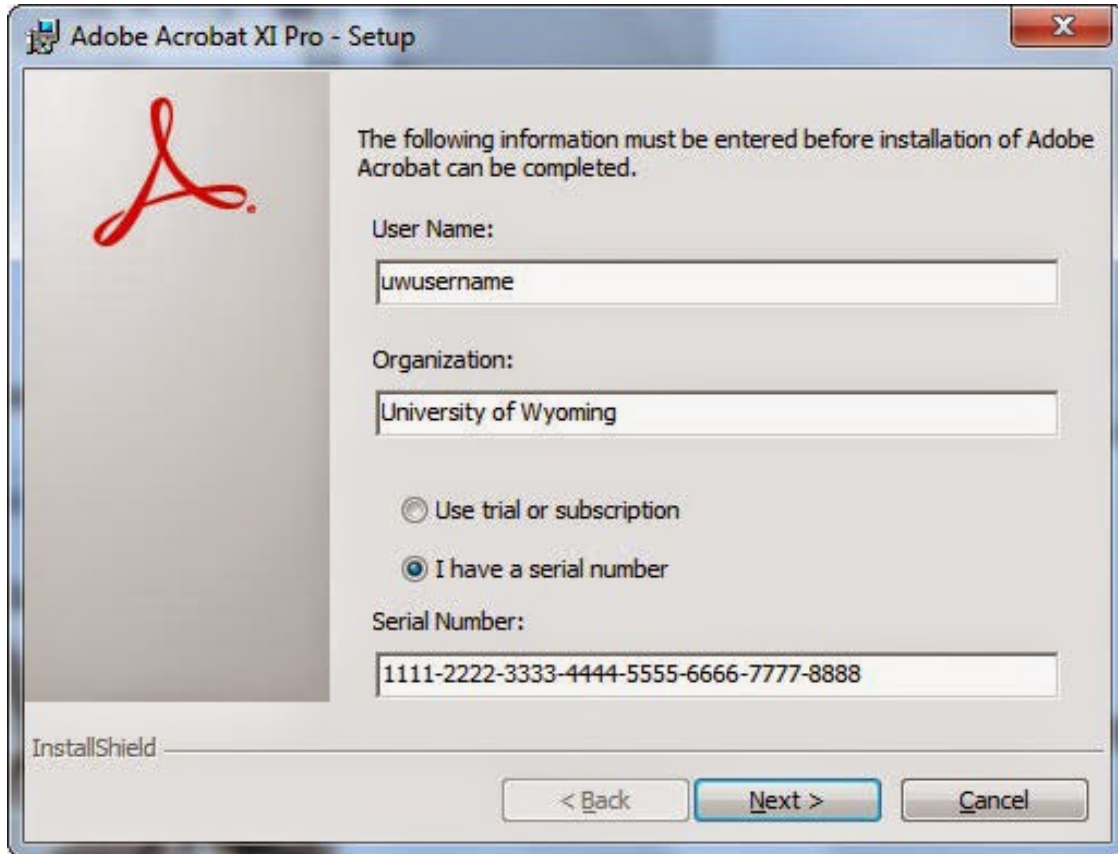 Adobe Acrobat XI Pro - Setup
The following information must be entered before installation of Adobe
Acrobat can be completed.
User Name:
uwusername
Organization:
University of Wyoming
Use trial or subscription
I have a serial number
Serial Number:
1111-2222-3333-4444-5555-6666-7777-8888
InstallShield
< Back Next > Cancel